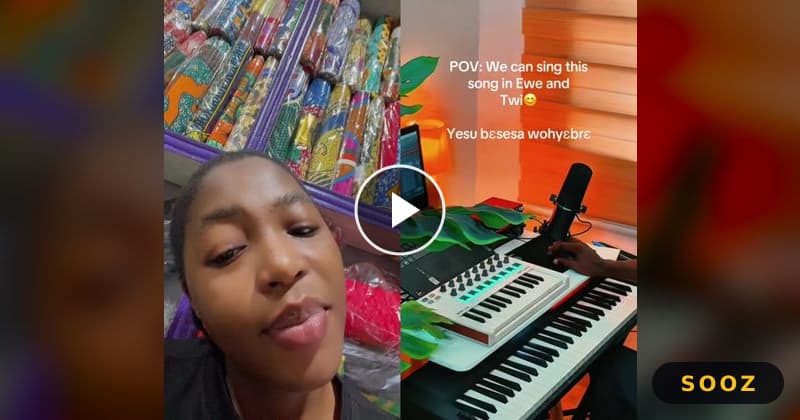 POV: We can sing this
song in Ewe and
Twi😊
Yesu bɛsesa wohyɛbrɛ
SOOZ